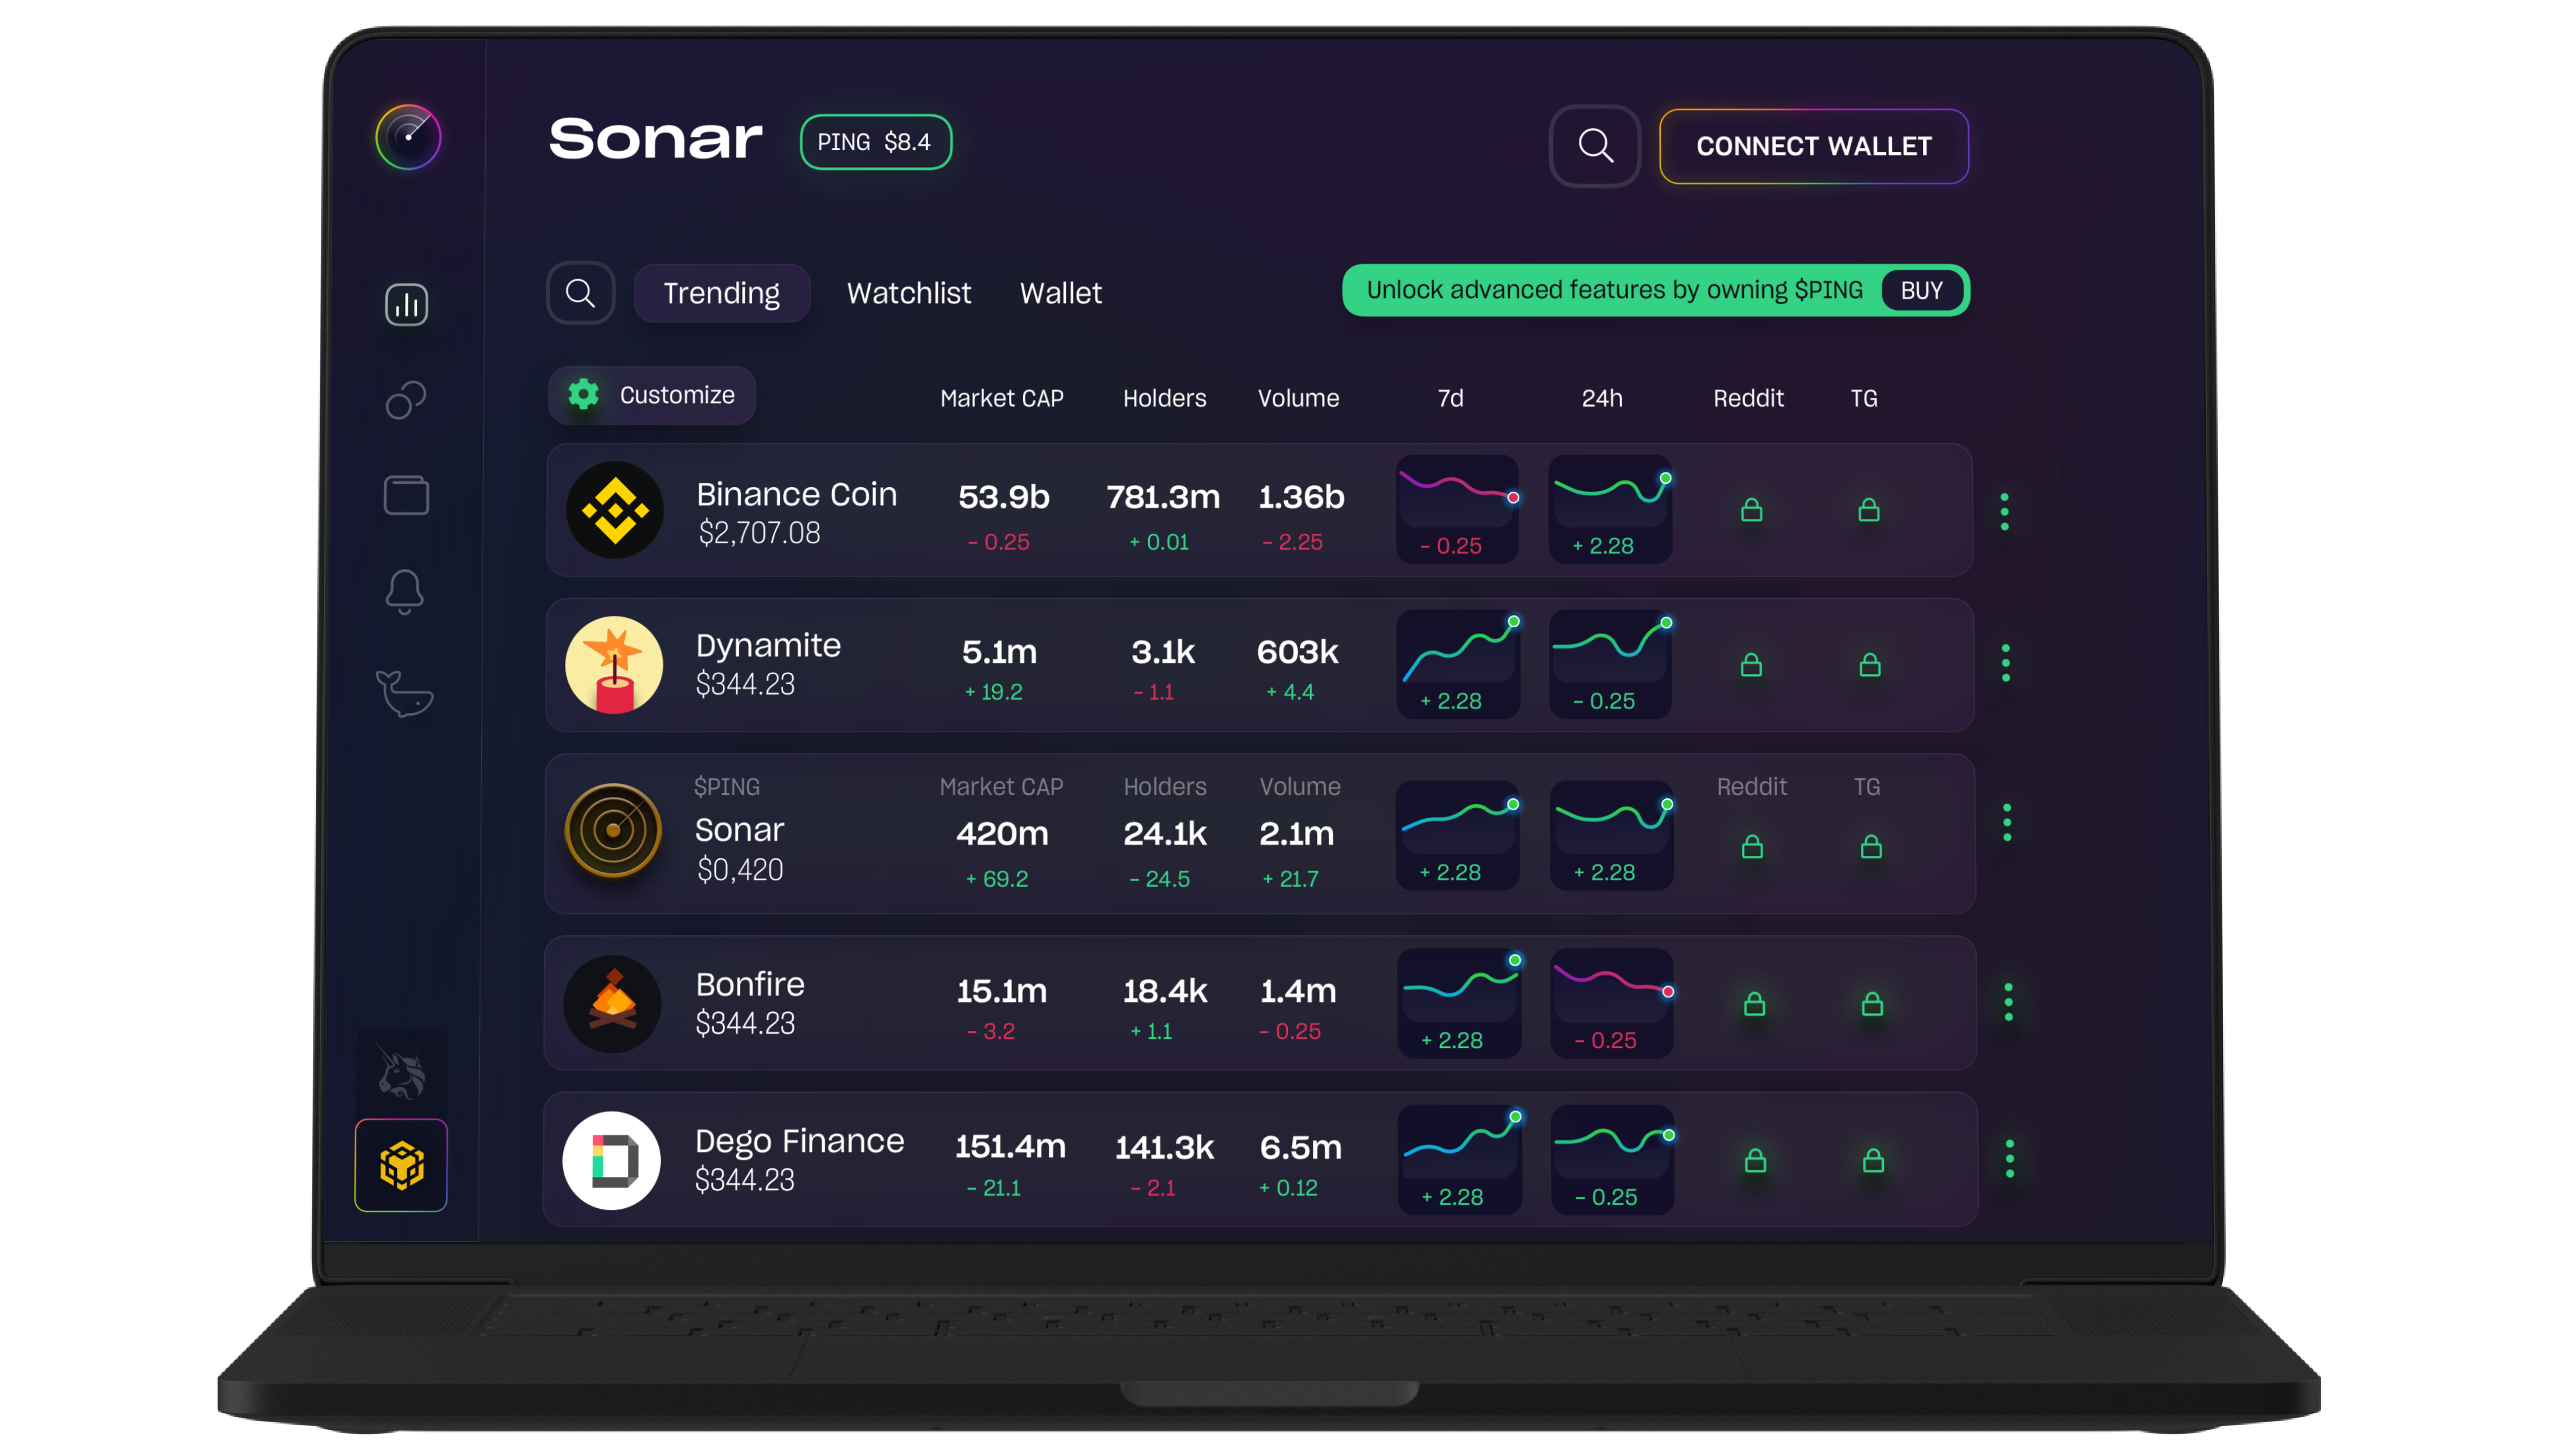 Sonar
PING $8.4
CONNECT WALLET
Trending
Watchlist
Wallet
Unlock advanced features by owning $PING
BUY
Customize
Market CAP
Holders
Volume
7d
24h
Reddit
TG
Binance Coin
$2,707.08
53.9b
- 0.25
781.3m
+ 0.01
1.36b
- 2.25
- 0.25
+ 2.28
Dynamite
$344.23
5.1m
+ 19.2
3.1k
- 1.1
603k
+ 4.4
+ 2.28
- 0.25
$PING
Sonar
$0,420
Market CAP
420m
+ 69.2
Holders
24.1k
- 24.5
Volume
2.1m
+ 21.7
+ 2.28
+ 2.28
Reddit
TG
Bonfire
$344.23
15.1m
- 3.2
18.4k
+ 1.1
1.4m
- 0.25
+ 2.28
- 0.25
Dego Finance
$344.23
151.4m
- 21.1
141.3k
- 2.1
6.5m
+ 0.12
+ 2.28
- 0.25